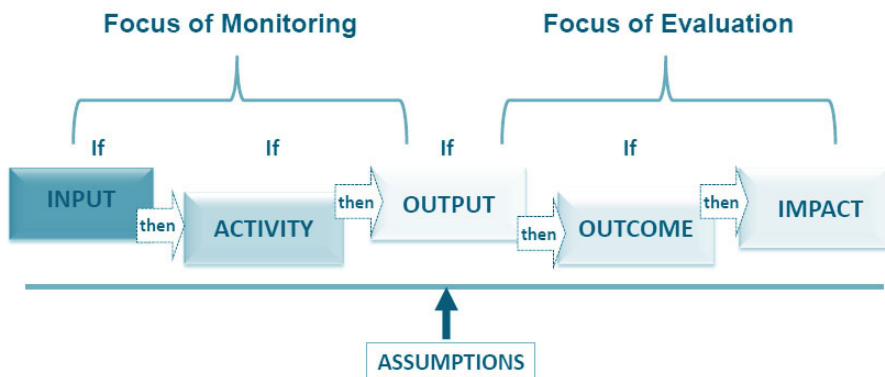 Focus of Monitoring
Focus of Evaluation
If
If
If
If
INPUT
then
ACTIVITY
then
OUTPUT
then
OUTCOME
then
IMPACT
ASSUMPTIONS